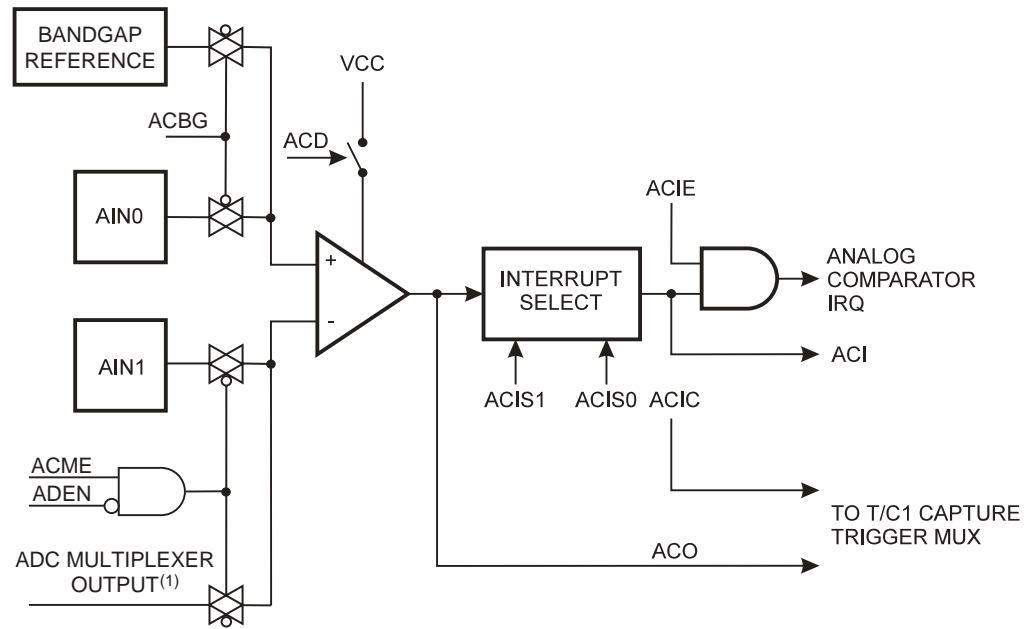 BANDGAP
REFERENCE
VCC
ACBG
ACD
AIN0
ACIE
+
INTERRUPT
SELECT
ANALOG
COMPARATOR
IRQ
-
AIN1
ACI
ACIS1
ACIS0
ACIC
ACME
ADEN
TO T/C1 CAPTURE
TRIGGER MUX
ADC MULTIPLEXER
OUTPUT(1)
ACO